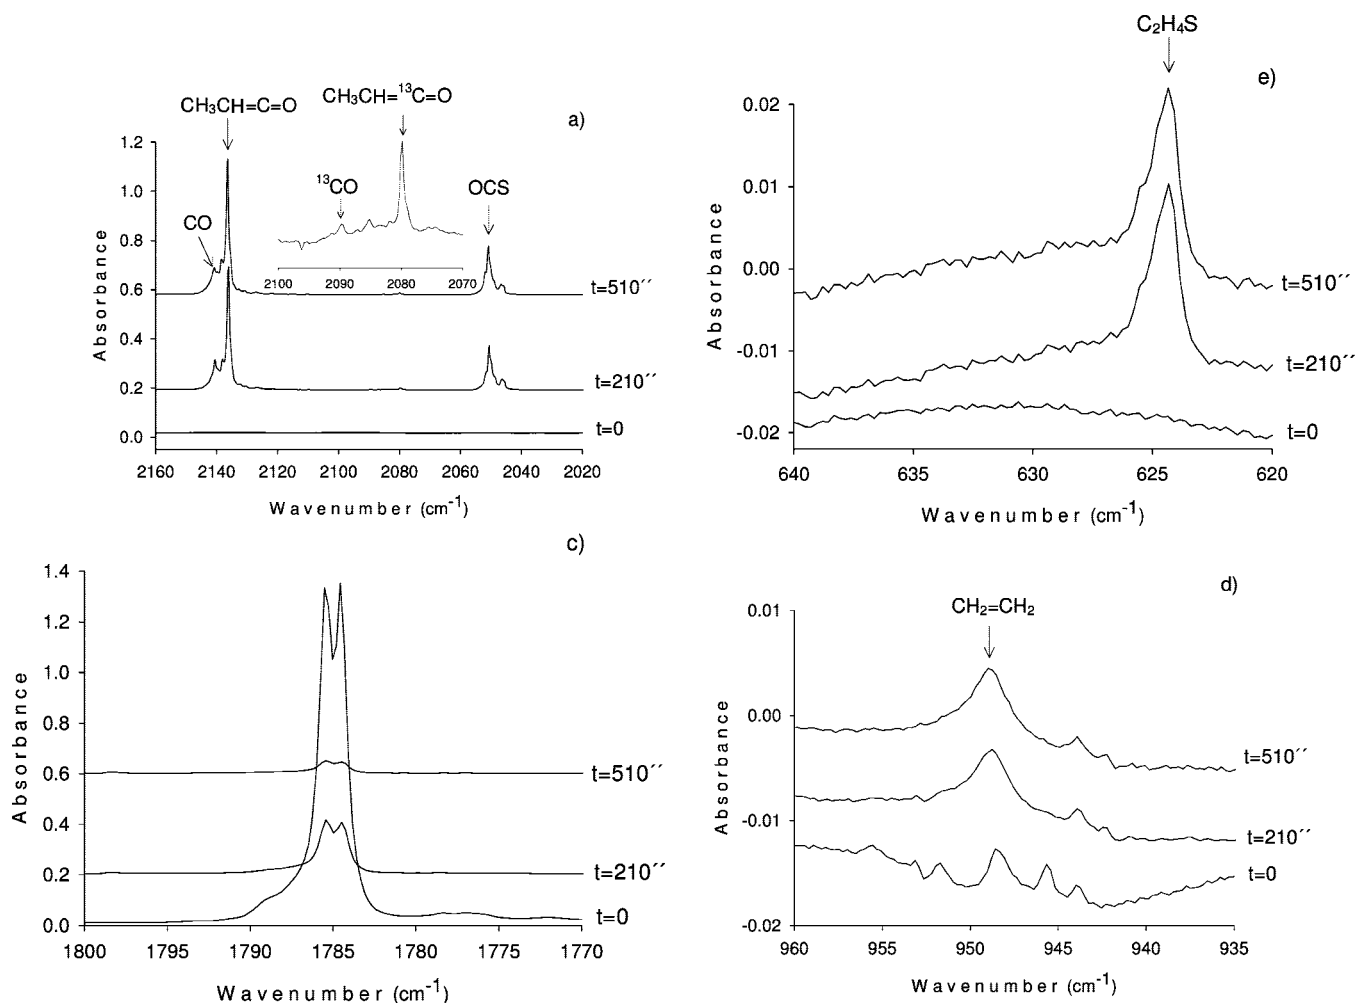 a)
CH₃CH=C=O
CH₃CH=¹³C=O
¹³CO
CO
OCS
Absorbance
1.2
1.0
0.8
0.6
0.4
0.2
0.0
2100 2090 2080 2070
t=510´´
t=210´´
t=0
2160 2140 2120 2100 2080 2060 2040 2020
Wavenumber (cm⁻¹)
e)
C₂H₄S
Absorbance
0.02
0.01
0.00
-0.01
-0.02
t=510´´
t=210´´
t=0
640 635 630 625 620
Wavenumber (cm⁻¹)
c)
Absorbance
1.4
1.2
1.0
0.8
0.6
0.4
0.2
0.0
t=510´´
t=210´´
t=0
1800 1795 1790 1785 1780 1775 1770
Wavenumber (cm⁻¹)
d)
CH₂=CH₂
Absorbance
0.01
0.00
-0.01
-0.02
t=510´´
t=210´´
t=0
960 955 950 945 940 935
Wavenumber (cm⁻¹)